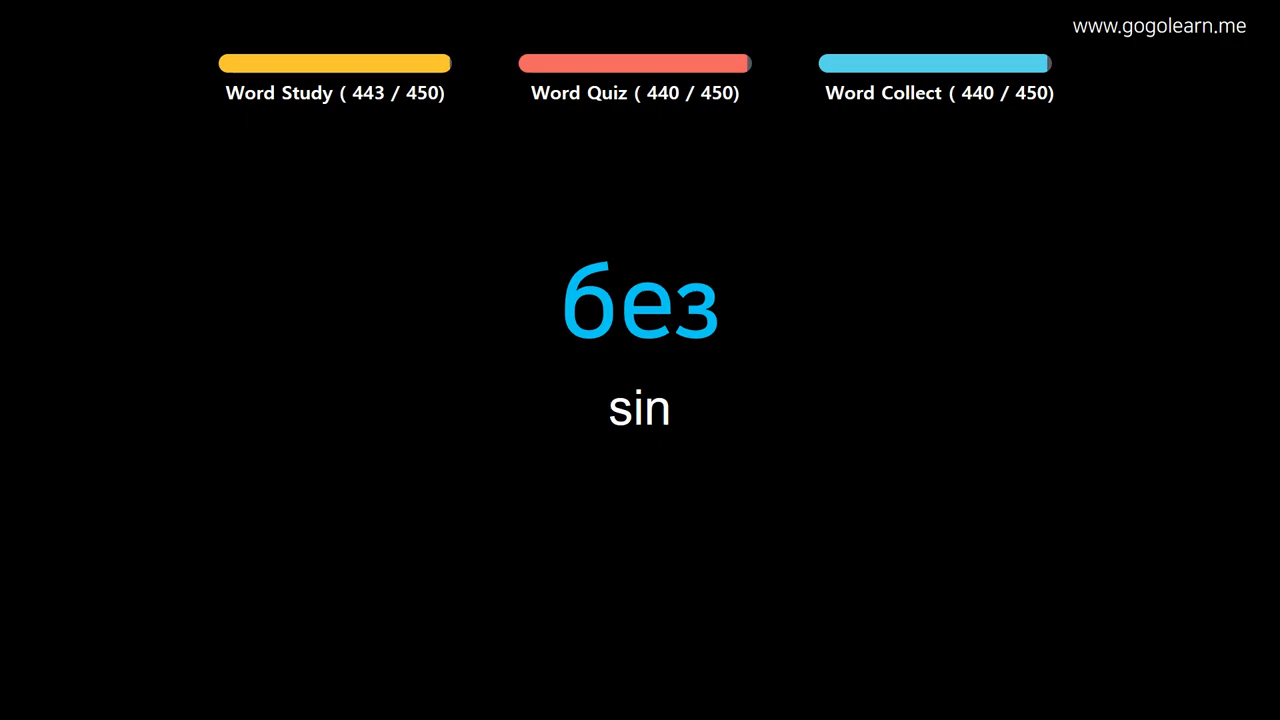 www.gogolearn.me
Word Study ( 443 / 450)
Word Quiz ( 440 / 450)
Word Collect ( 440 / 450)
без
sin